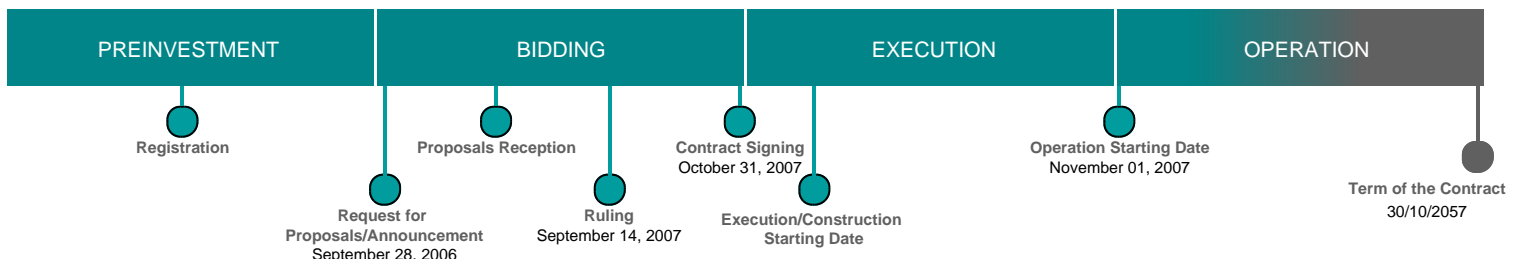 PREINVESTMENT
BIDDING
EXECUTION
OPERATION
Registration
Request for
Proposals/Announcement
September 28, 2006
Proposals Reception
Ruling
September 14, 2007
Contract Signing
October 31, 2007
Execution/Construction
Starting Date
Operation Starting Date
November 01, 2007
Term of the Contract
30/10/2057